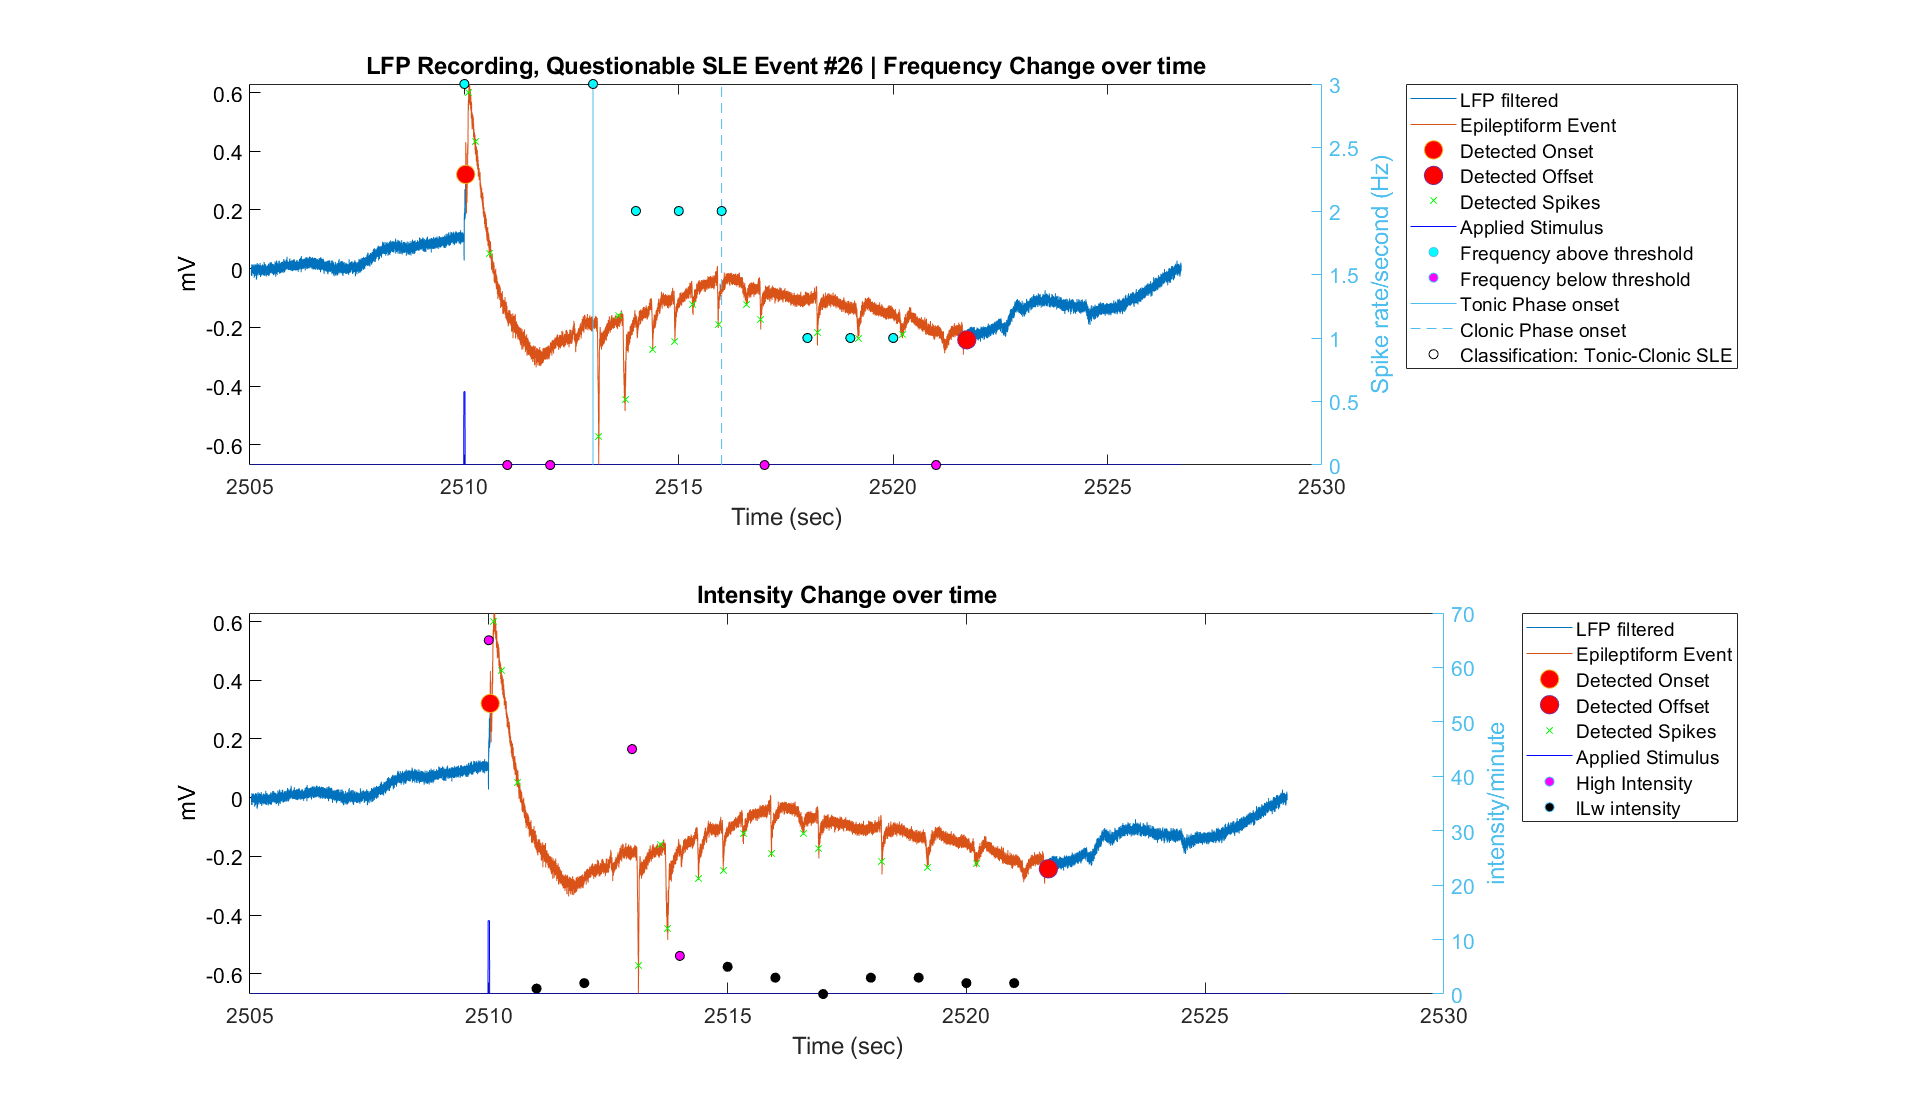 LFP Recording, Questionable SLE Event #26 | Frequency Change over time
0.6
0.4
0.2
0
-0.2
-0.4
-0.6
mV
2505
2510
2515
2520
2525
2530
Time (sec)
3
2.5
2
1.5
1
0.5
0
Spike rate/second (Hz)
LFP filtered
Epileptiform Event
Detected Onset
Detected Offset
Detected Spikes
Applied Stimulus
Frequency above threshold
Frequency below threshold
Tonic Phase onset
Clonic Phase onset
Classification: Tonic-Clonic SLE
Intensity Change over time
0.6
0.4
0.2
0
-0.2
-0.4
-0.6
mV
2505
2510
2515
2520
2525
2530
Time (sec)
70
60
50
40
30
20
10
0
intensity/minute
LFP filtered
Epileptiform Event
Detected Onset
Detected Offset
Detected Spikes
Applied Stimulus
High Intensity
lLw intensity